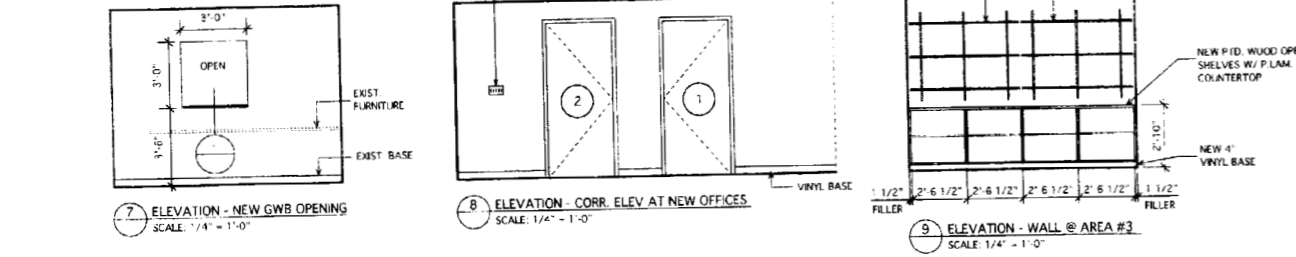 3'-0"
3'-0"
OPEN
EXIST.
FURNITURE
3'-6"
EXIST BASE
7 ELEVATION - NEW GWB OPENING
SCALE: 1/4" = 1'-0"
2
1
VINYL BASE
8 ELEVATION - CORR. ELEV AT NEW OFFICES
SCALE: 1/4" = 1'-0"
NEW PTD. WOOD OPE
SHELVES W/ P.LAM.
COUNTERTOP
2'-10"
NEW 4"
VINYL BASE
1 1/2" 2'-6 1/2" 2'-6 1/2" 2'6 1/2" 2'6 1/2" 1 1/2"
FILLER FILLER
9 ELEVATION - WALL @ AREA #3
SCALE: 1/4" = 1'-0"